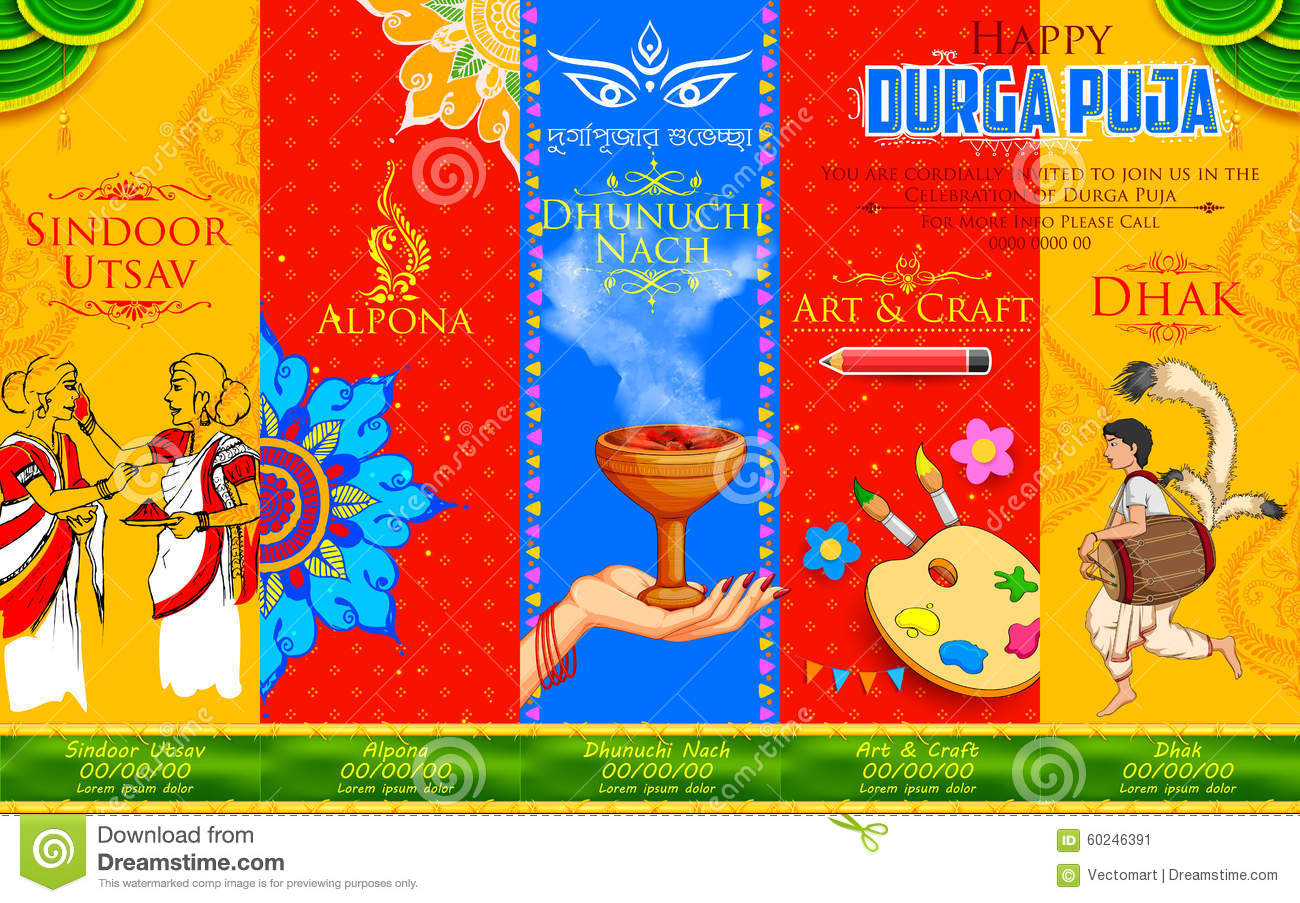 HAPPY
DURGA PUJA
দুর্গাপূজার শুভেচ্ছা
YOU ARE CORDIALLY INVITED TO JOIN US IN THE
CELEBRATION OF DURGA PUJA
FOR MORE INFO PLEASE CALL
0000 0000 00
SINDOOR
UTSAV
ALPONA
DHUNUCHI
NACH
ART & CRAFT
DHAK
Sindoor Utsav
00/00/00
Lorem ipsum dolor
Alpona
00/00/00
Lorem ipsum dolor
Dhunuchi Nach
00/00/00
Lorem ipsum dolor
Art & Craft
00/00/00
Lorem ipsum dolor
Dhak
00/00/00
Lorem ipsum dolor
Download from
Dreamstime.com
This watermarked comp image is for previewing purposes only.
ID 60246391
© Vectomart | Dreamstime.com